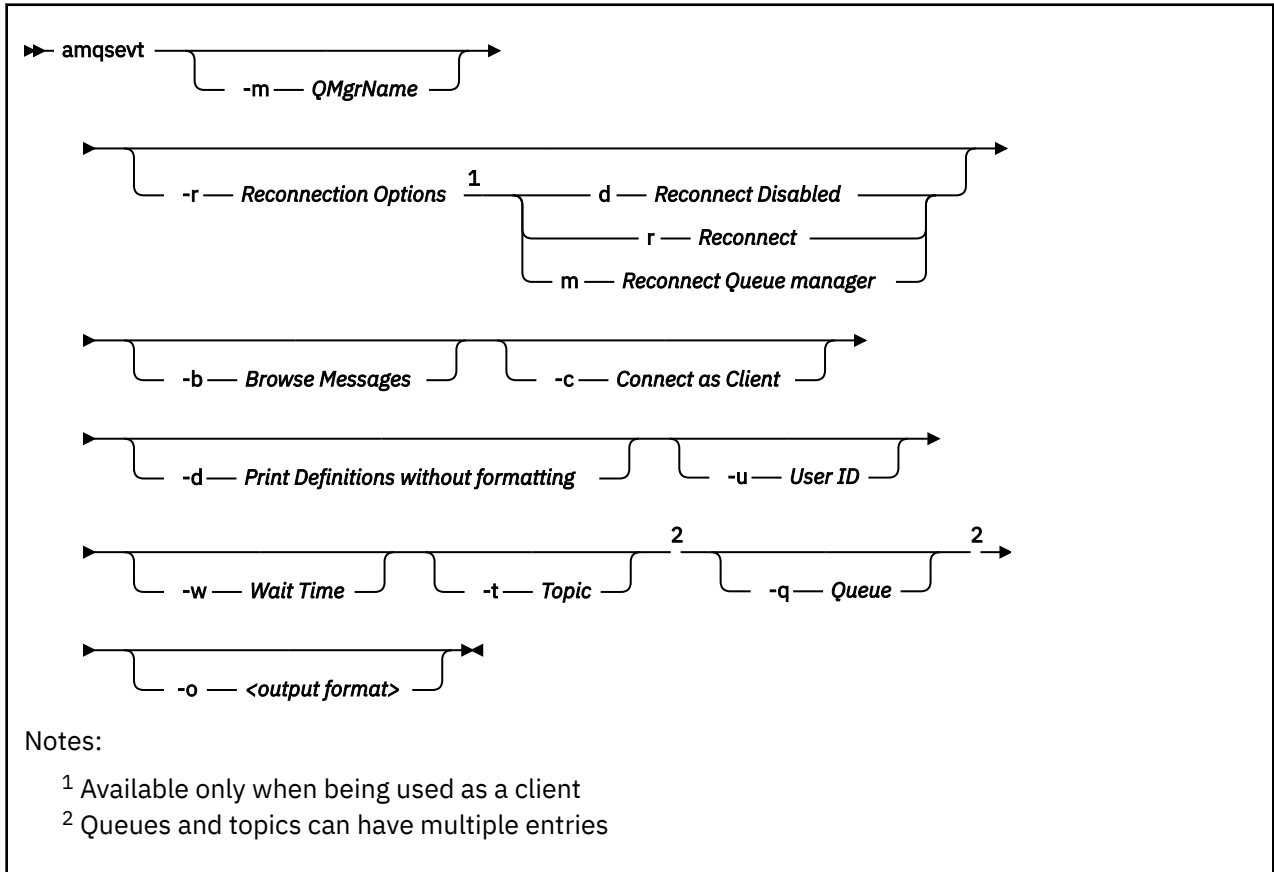 amqsevt
-m QMgrName
-r Reconnection Options 1 d Reconnect Disabled
r Reconnect
m Reconnect Queue manager
-b Browse Messages -c Connect as Client
-d Print Definitions without formatting -u User ID
2 2
-w Wait Time -t Topic -q Queue
-o <output format>
Notes:
1 Available only when being used as a client
2 Queues and topics can have multiple entries